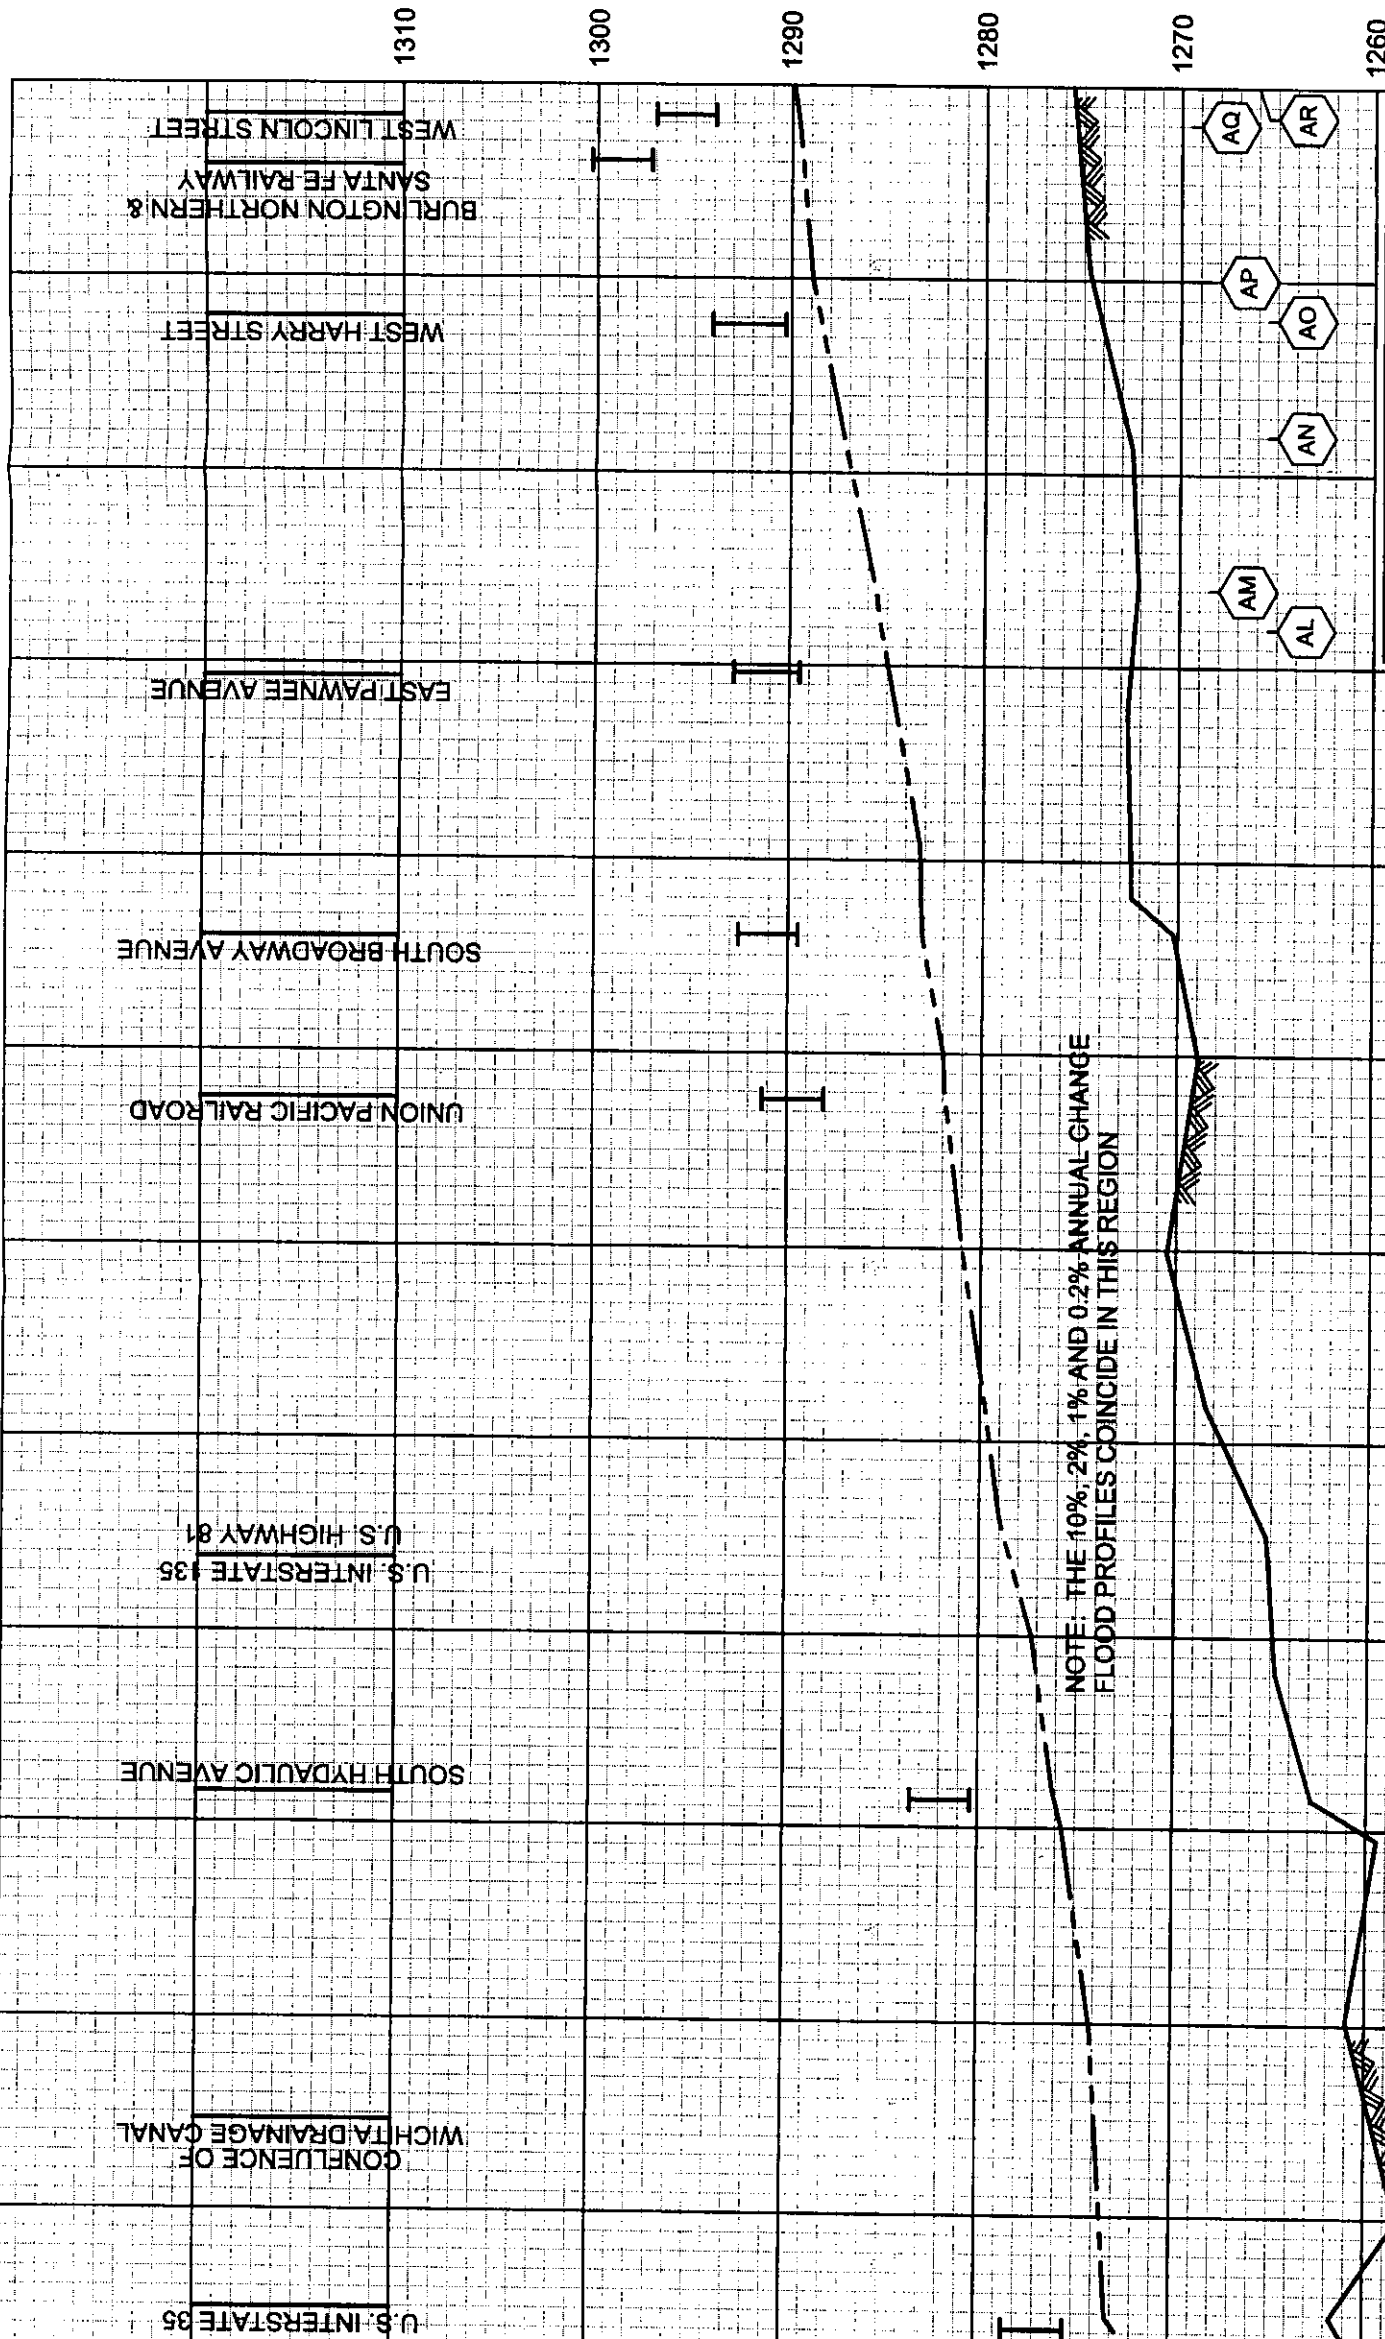 1310
1300
1290
1280
1270
1260
WEST LINCOLN STREET
BURLINGTON NORTHERN &
SANTA FE RAILWAY
WEST HARRY STREET
EAST PAWNEE AVENUE
SOUTH BROADWAY AVENUE
UNION PACIFIC RAILROAD
U.S. HIGHWAY 81
U.S. INTERSTATE 135
SOUTH HYDAULIC AVENUE
CONFLUENCE OF
WICHITA DRAINAGE CANAL
U.S. INTERSTATE 35
NOTE: THE 10%, 2%, 1% AND 0.2% ANNUAL CHANGE
FLOOD PROFILES COINCIDE IN THIS REGION
AQ
AR
AP
AO
AN
AM
AL